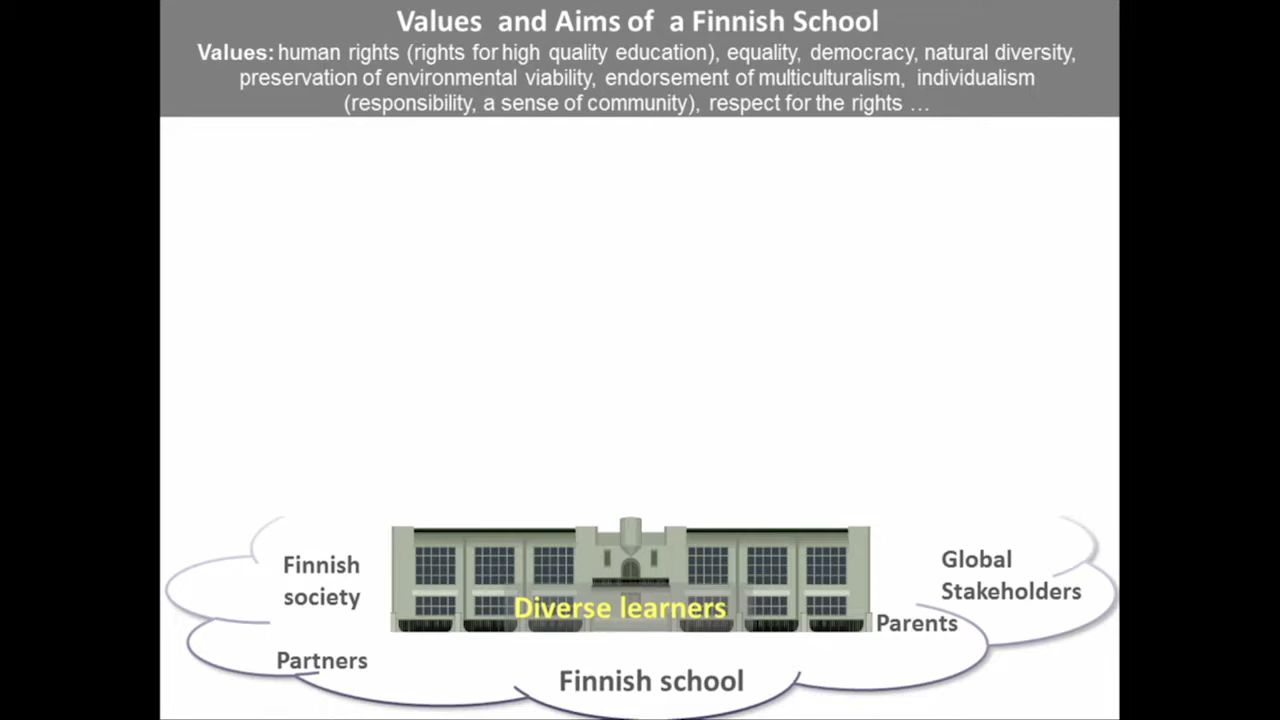 Values and Aims of a Finnish School
Values: human rights (rights for high quality education), equality, democracy, natural diversity,
preservation of environmental viability, endorsement of multiculturalism, individualism
(responsibility, a sense of community), respect for the rights …
Finnish
society
Global
Stakeholders
Diverse learners
Parents
Partners
Finnish school